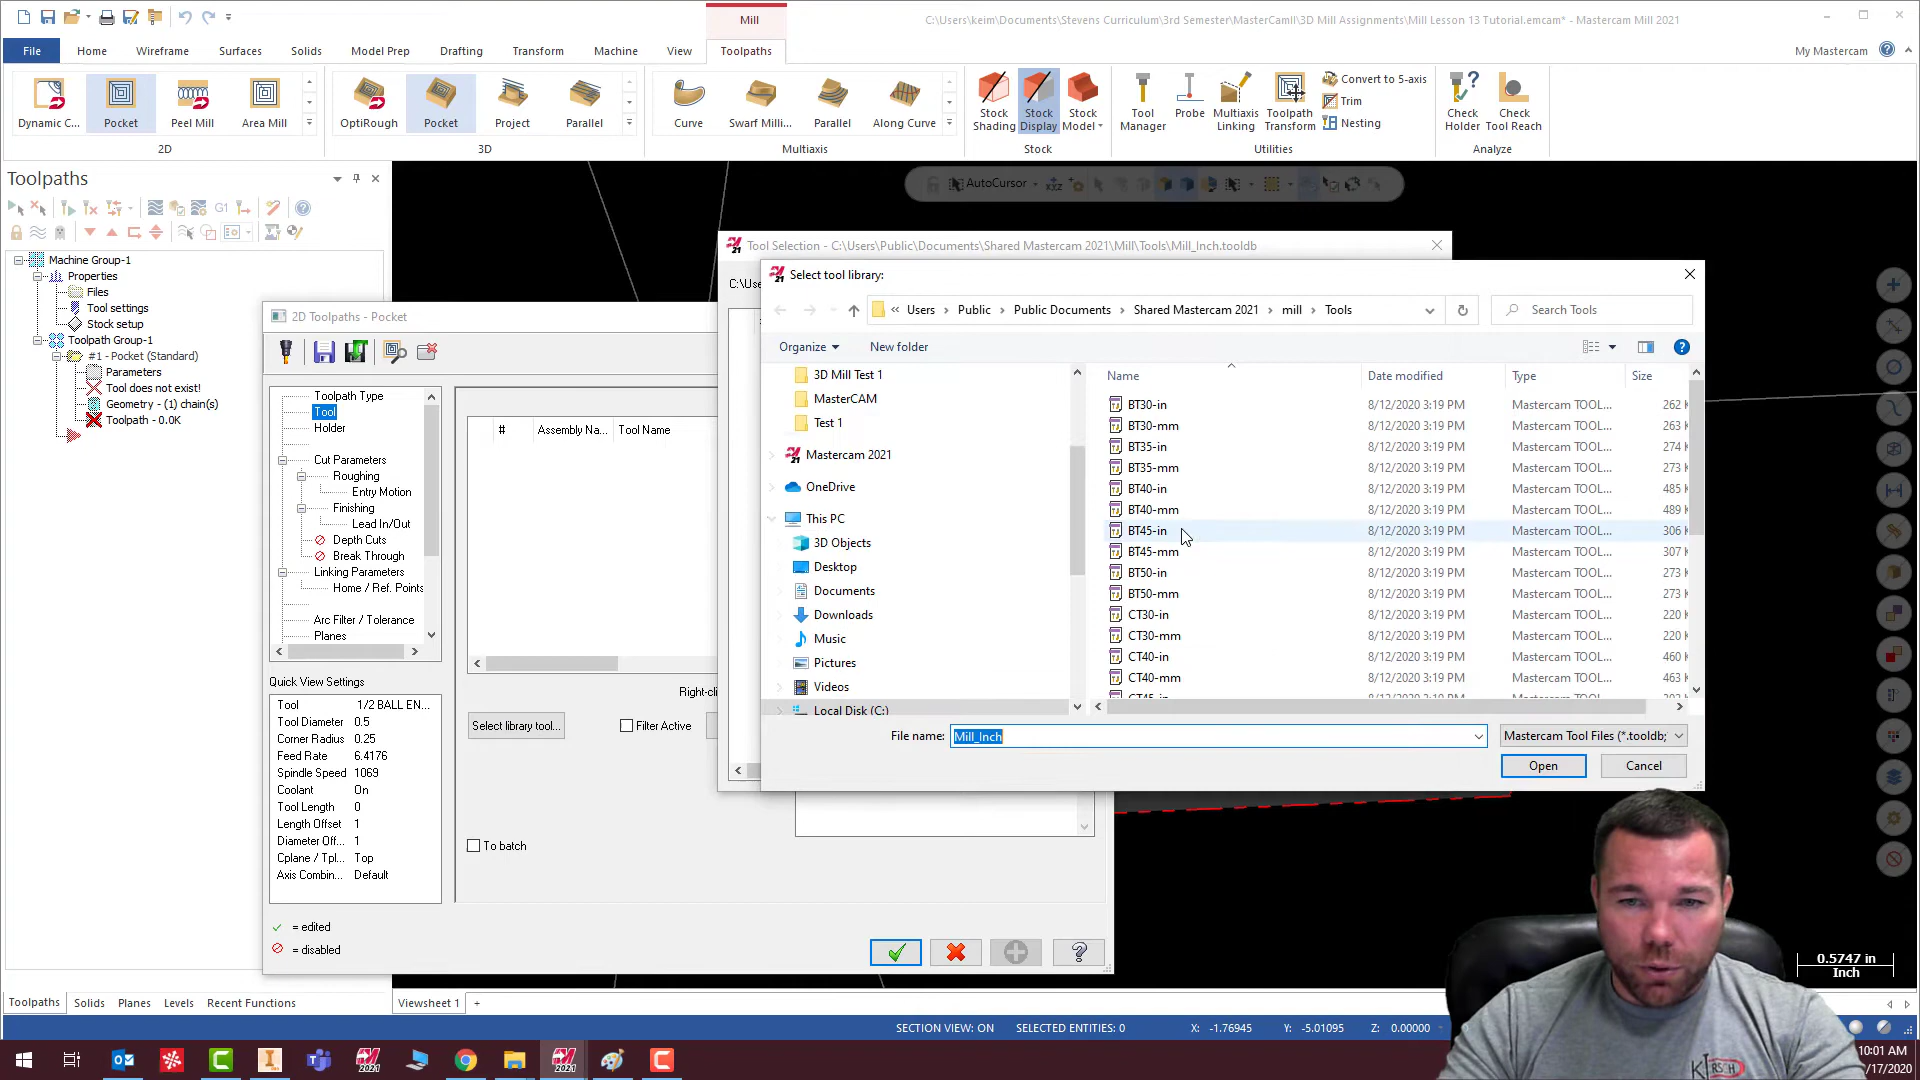 Mill
C:\Users\keim\Documents\Stevens Curriculum\3rd Semester\MasterCamII\3D Mill Assignments\Mill Lesson 13 Tutorial.emcam* - Mastercam Mill 2021
File Home Wireframe Surfaces Solids Model Prep Drafting Transform Machine View Toolpaths My Mastercam
Dynamic C... Pocket Peel Mill Area Mill OptiRough Pocket Project Parallel Curve Swarf Milli... Parallel Along Curve
Stock Shading Stock Display Stock Model Tool Manager Probe Multiaxis Linking Toolpath Transform
Convert to 5-axis
Trim
Nesting
Check Holder Check Tool Reach
2D 3D Multiaxis Stock Utilities Analyze
Toolpaths
AutoCursor
G1
Machine Group-1
Properties
Files
Tool settings
Stock setup
Toolpath Group-1
#1 - Pocket (Standard)
Parameters
Tool does not exist!
Geometry - (1) chain(s)
Toolpath - 0.0K
Tool Selection - C:\Users\Public\Documents\Shared Mastercam 2021\Mill\Tools\Mill_Inch.tooldb
C:\Use
2D Toolpaths - Pocket
Toolpath Type
Tool
Holder
Cut Parameters
Roughing
Entry Motion
Finishing
Lead In/Out
Depth Cuts
Break Through
Linking Parameters
Home / Ref. Points
Arc Filter / Tolerance
Planes
# Assembly Na... Tool Name
Right-cli
Select library tool... Filter Active
To batch
Quick View Settings
Tool 1/2 BALL EN...
Tool Diameter 0.5
Corner Radius 0.25
Feed Rate 6.4176
Spindle Speed 1069
Coolant On
Tool Length 0
Length Offset 1
Diameter Off... 1
Cplane / Tpl... Top
Axis Combin... Default
= edited
= disabled
Select tool library:
« Users > Public > Public Documents > Shared Mastercam 2021 > mill > Tools
Search Tools
Organize New folder
3D Mill Test 1
MasterCAM
Test 1
Mastercam 2021
OneDrive
This PC
3D Objects
Desktop
Documents
Downloads
Music
Pictures
Videos
Local Disk (C:)
Name Date modified Type Size
BT30-in 8/12/2020 3:19 PM Mastercam TOOL... 262 K
BT30-mm 8/12/2020 3:19 PM Mastercam TOOL... 263 K
BT35-in 8/12/2020 3:19 PM Mastercam TOOL... 274 K
BT35-mm 8/12/2020 3:19 PM Mastercam TOOL... 273 K
BT40-in 8/12/2020 3:19 PM Mastercam TOOL... 485 K
BT40-mm 8/12/2020 3:19 PM Mastercam TOOL... 489 K
BT45-in 8/12/2020 3:19 PM Mastercam TOOL... 306 K
BT45-mm 8/12/2020 3:19 PM Mastercam TOOL... 307 K
BT50-in 8/12/2020 3:19 PM Mastercam TOOL... 273 K
BT50-mm 8/12/2020 3:19 PM Mastercam TOOL... 273 K
CT30-in 8/12/2020 3:19 PM Mastercam TOOL... 220 K
CT30-mm 8/12/2020 3:19 PM Mastercam TOOL... 220 K
CT40-in 8/12/2020 3:19 PM Mastercam TOOL... 460 K
CT40-mm 8/12/2020 3:19 PM Mastercam TOOL... 463 K
File name: Mill_Inch Mastercam Tool Files (*.tooldb;
Open Cancel
0.5747 in
Inch
Toolpaths Solids Planes Levels Recent Functions Viewsheet 1 +
SECTION VIEW: ON SELECTED ENTITIES: 0 X: -1.76945 Y: -5.01095 Z: 0.00000
10:01 AM
/17/2020